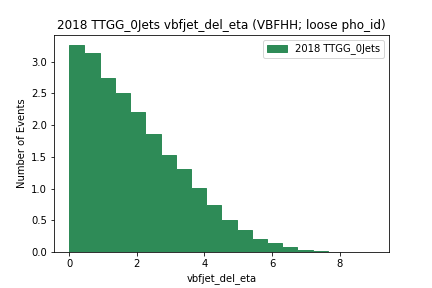 2018 TTGG_0Jets vbfjet_del_eta (VBFHH; loose pho_id)
2018 TTGG_0Jets
Number of Events
3.0
2.5
2.0
1.5
1.0
0.5
0.0
0 2 4 6 8
vbfjet_del_eta